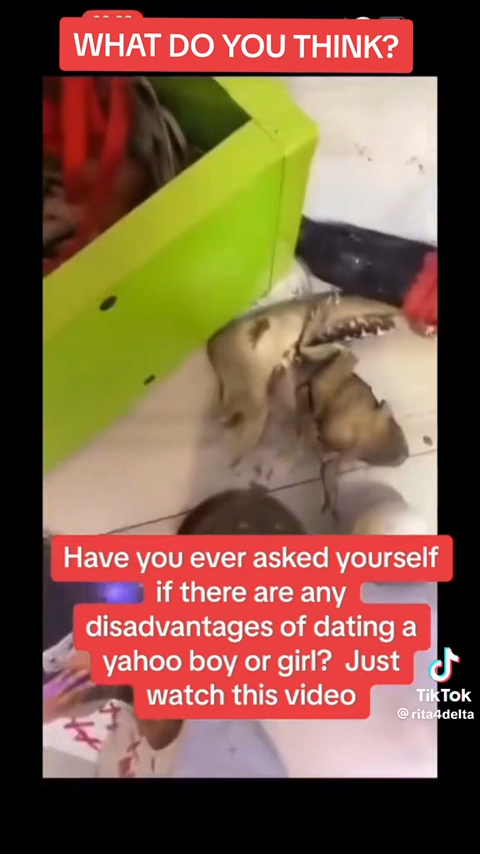 WHAT DO YOU THINK?
Have you ever asked yourself
if there are any
disadvantages of dating a
yahoo boy or girl? Just
watch this video
TikTok
@rita4delta